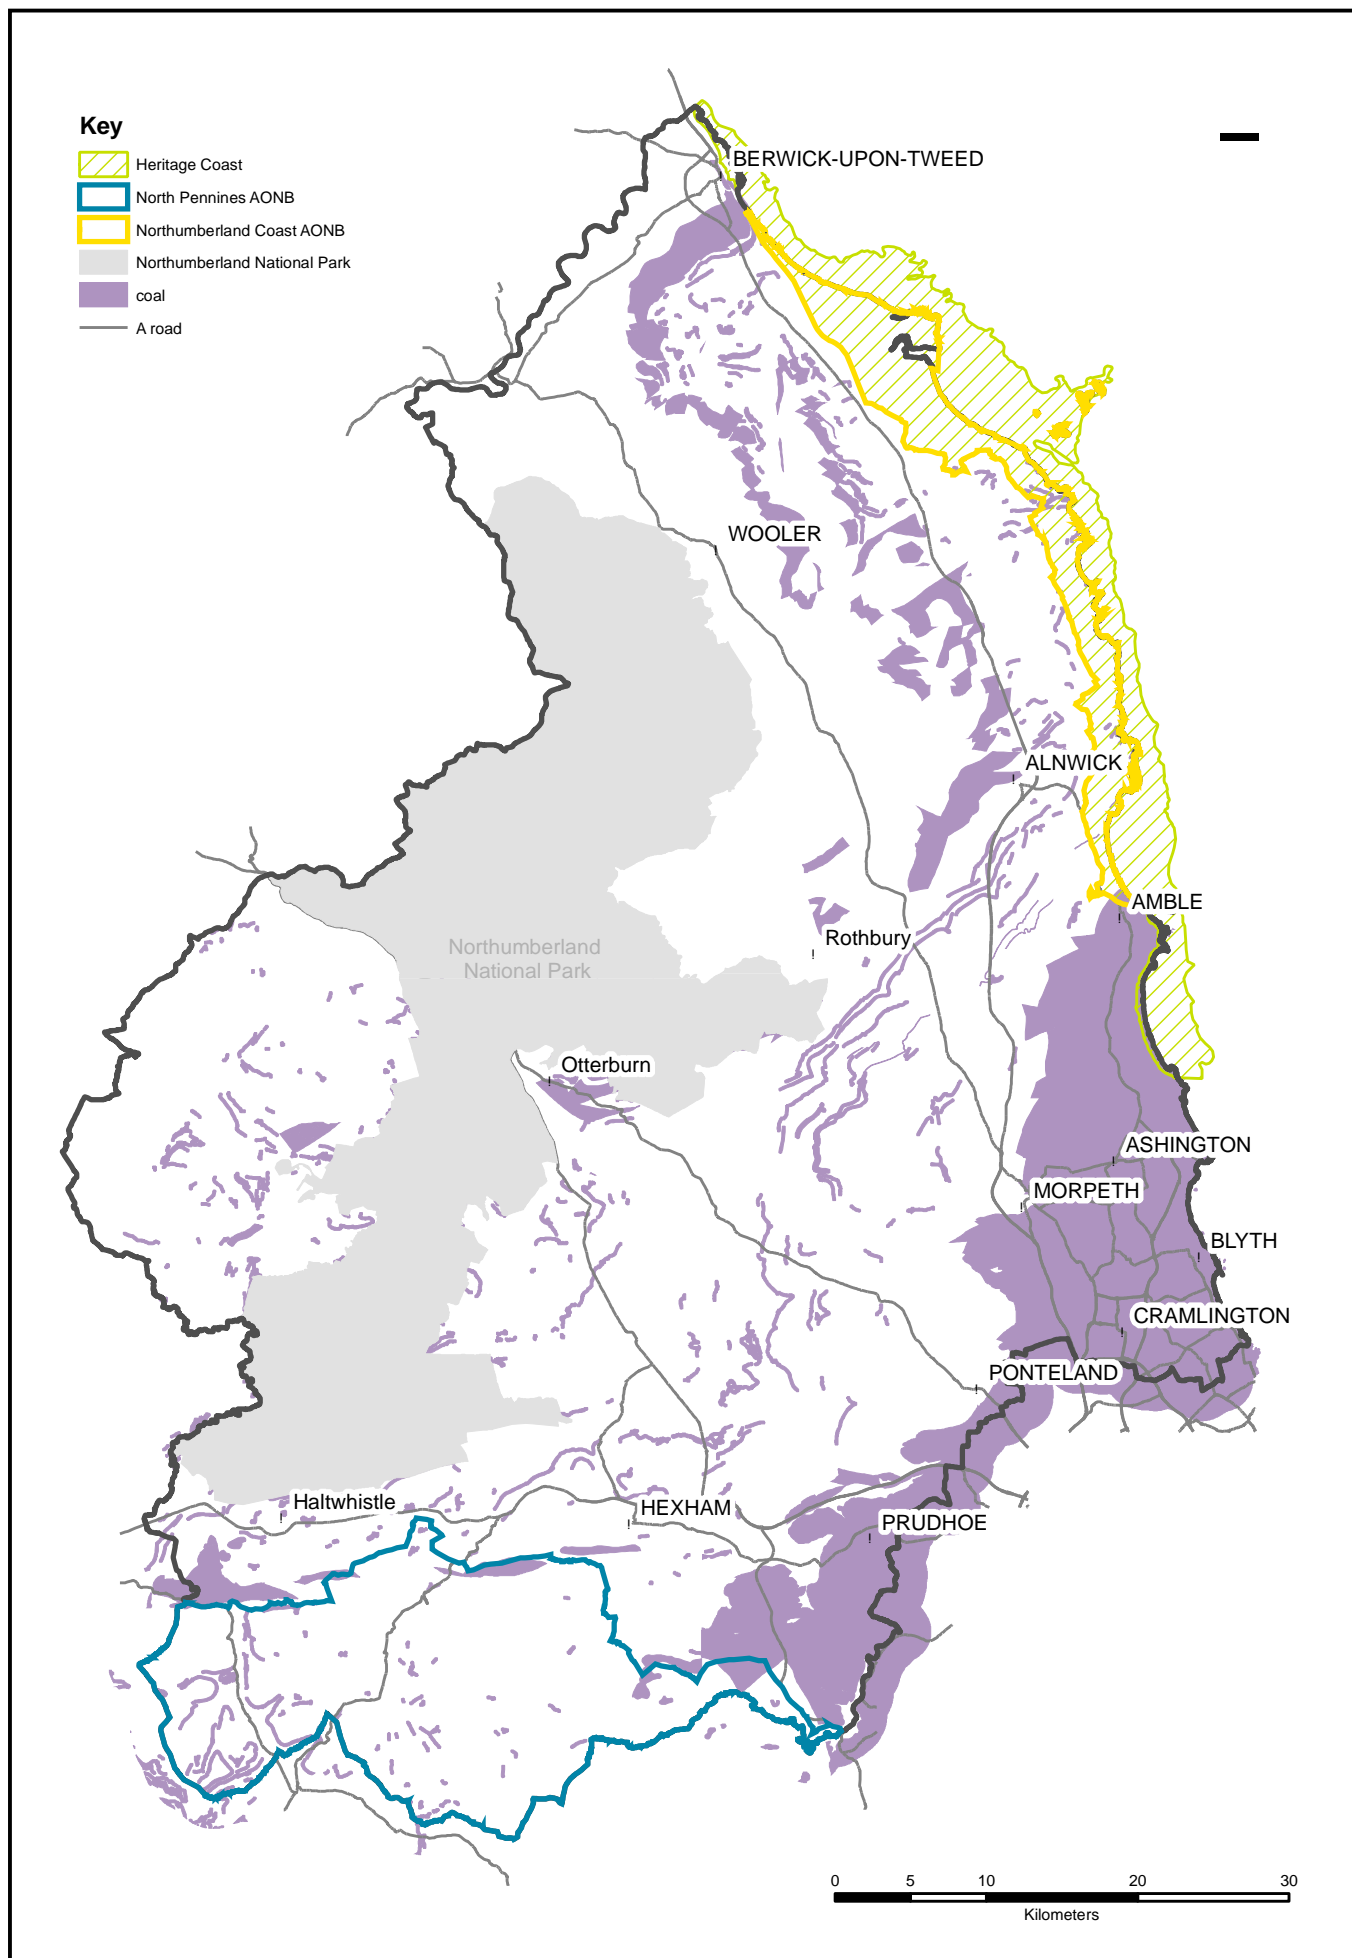 Key
Heritage Coast
North Pennines AONB
Northumberland Coast AONB
Northumberland National Park
coal
A road
BERWICK-UPON-TWEED
WOOLER
ALNWICK
AMBLE
Rothbury
Northumberland
National Park
Otterburn
ASHINGTON
MORPETH
BLYTH
CRAMLINGTON
PONTELAND
Haltwhistle
HEXHAM
PRUDHOE
0 5 10 20 30
Kilometers